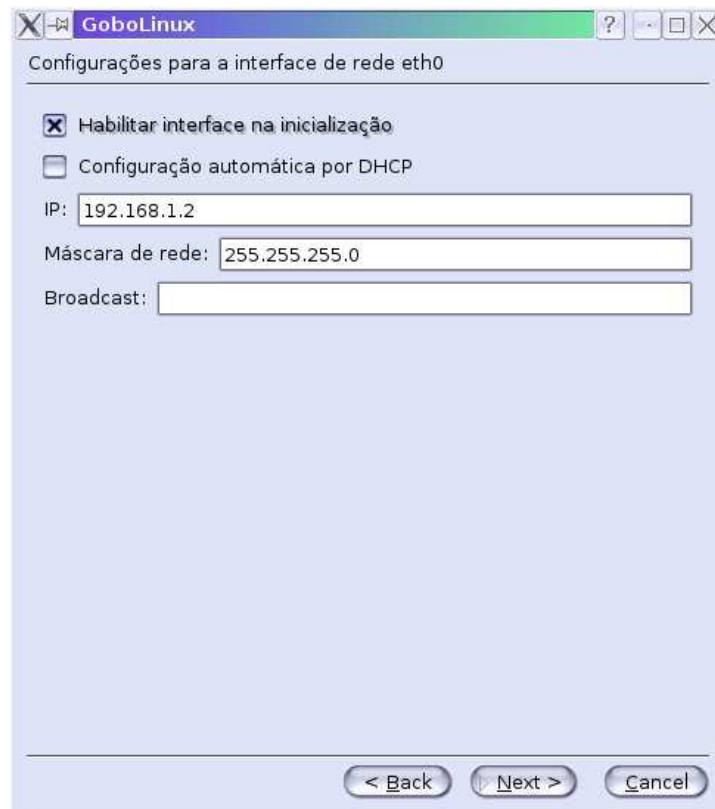 GoboLinux
Configurações para a interface de rede eth0
Habilitar interface na inicialização
Configuração automática por DHCP
IP: 192.168.1.2
Máscara de rede: 255.255.255.0
Broadcast:
< Back Next > Cancel